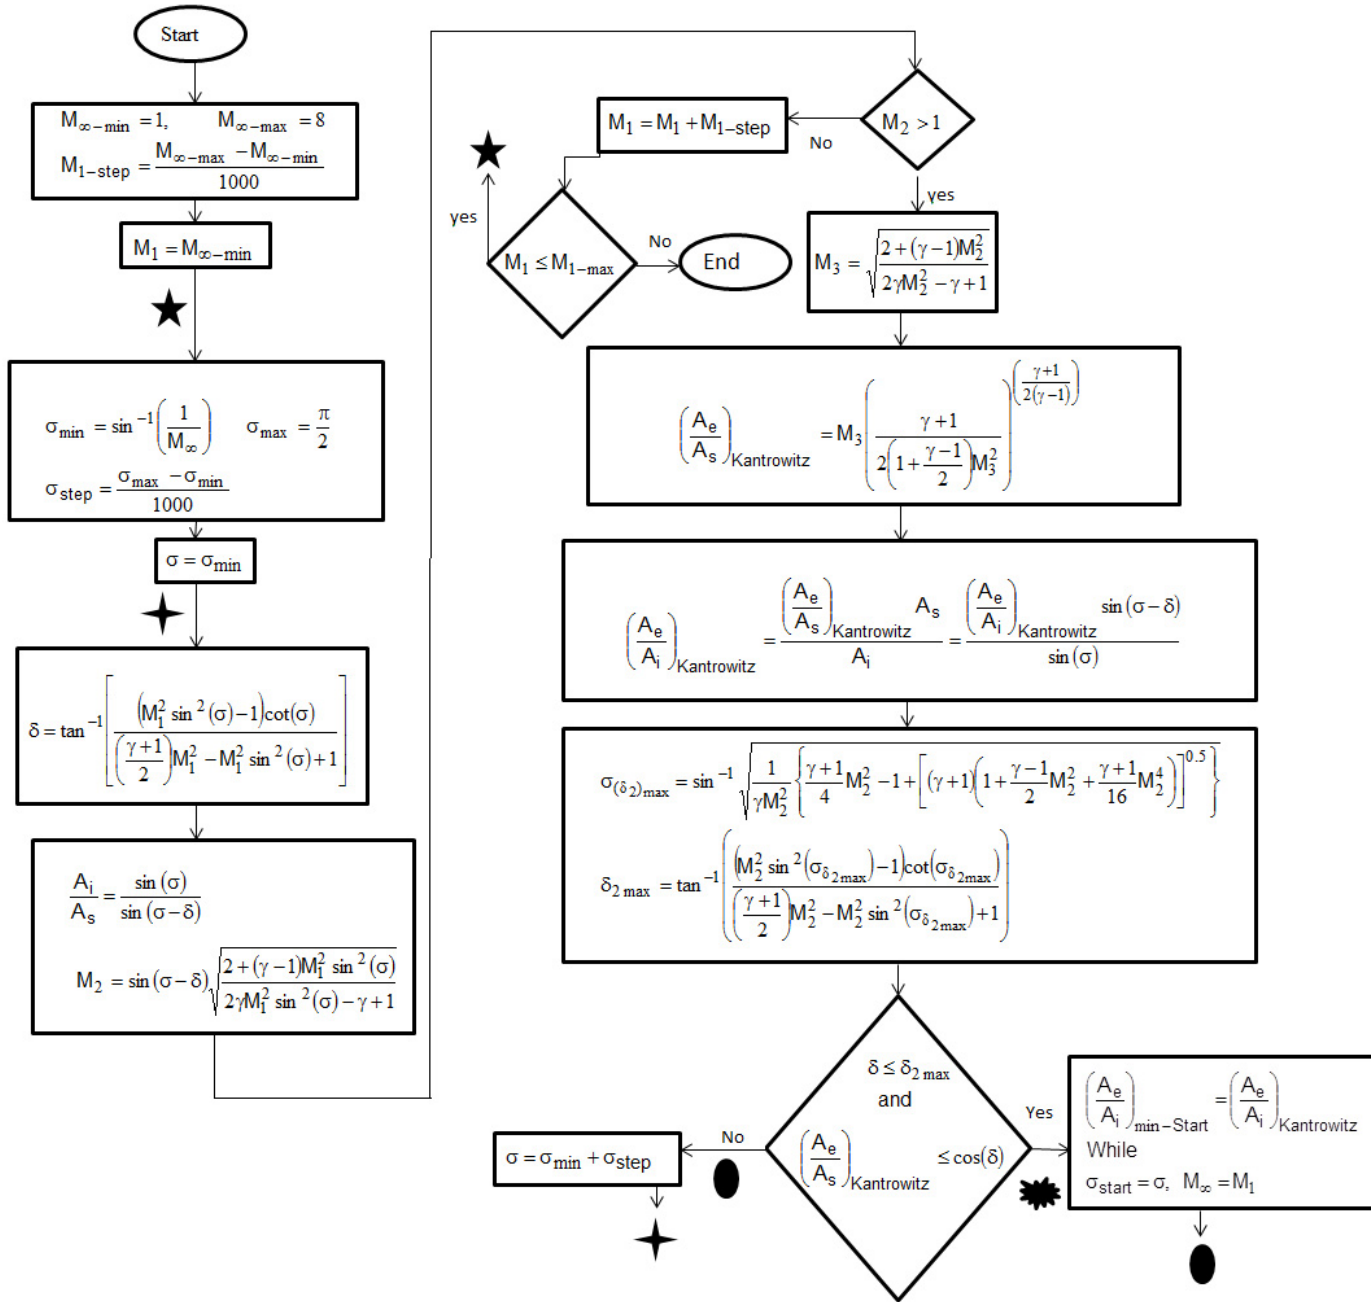 Start
M∞−min = 1, M∞−max = 8
M1−step = (M∞−max − M∞−min)/1000
M1 = M∞−min
σmin = sin⁻¹(1/M∞) σmax = π/2
σstep = (σmax − σmin)/1000
σ = σmin
δ = tan⁻¹[(M1² sin²(σ) − 1)cot(σ) / (((γ+1)/2)M1² − M1² sin²(σ) + 1)]
Ai/As = sin(σ)/sin(σ−δ)
M2 = sin(σ−δ)√((2 + (γ−1)M1² sin²(σ))/(2γM1² sin²(σ) − γ + 1))
M2 > 1
No
M1 = M1 + M1−step
yes
M1 ≤ M1−max
No
End
yes
M3 = √((2 + (γ−1)M2²)/(2γM2² − γ + 1))
(Ae/As)Kantrowitz = M3((γ+1)/(2(1 + ((γ−1)/2)M3²)))^((γ+1)/(2(γ−1)))
(Ae/Ai)Kantrowitz = (Ae/As)Kantrowitz As / Ai = (Ae/Ai)Kantrowitz sin(σ−δ) / sin(σ)
σ(δ2)max = sin⁻¹ √(1/(γM2²){(γ+1)/4 M2² − 1 + [(γ+1)(1 + (γ−1)/2 M2² + (γ+1)/16 M2⁴)]^0.5})
δ2 max = tan⁻¹((M2² sin²(σδ2max) − 1)cot(σδ2max) / (((γ+1)/2)M2² − M2² sin²(σδ2max) + 1))
δ ≤ δ2 max
and
(Ae/As)Kantrowitz ≤ cos(δ)
No
σ = σmin + σstep
Yes
(Ae/Ai)min−Start = (Ae/Ai)Kantrowitz
While
σstart = σ, M∞ = M1